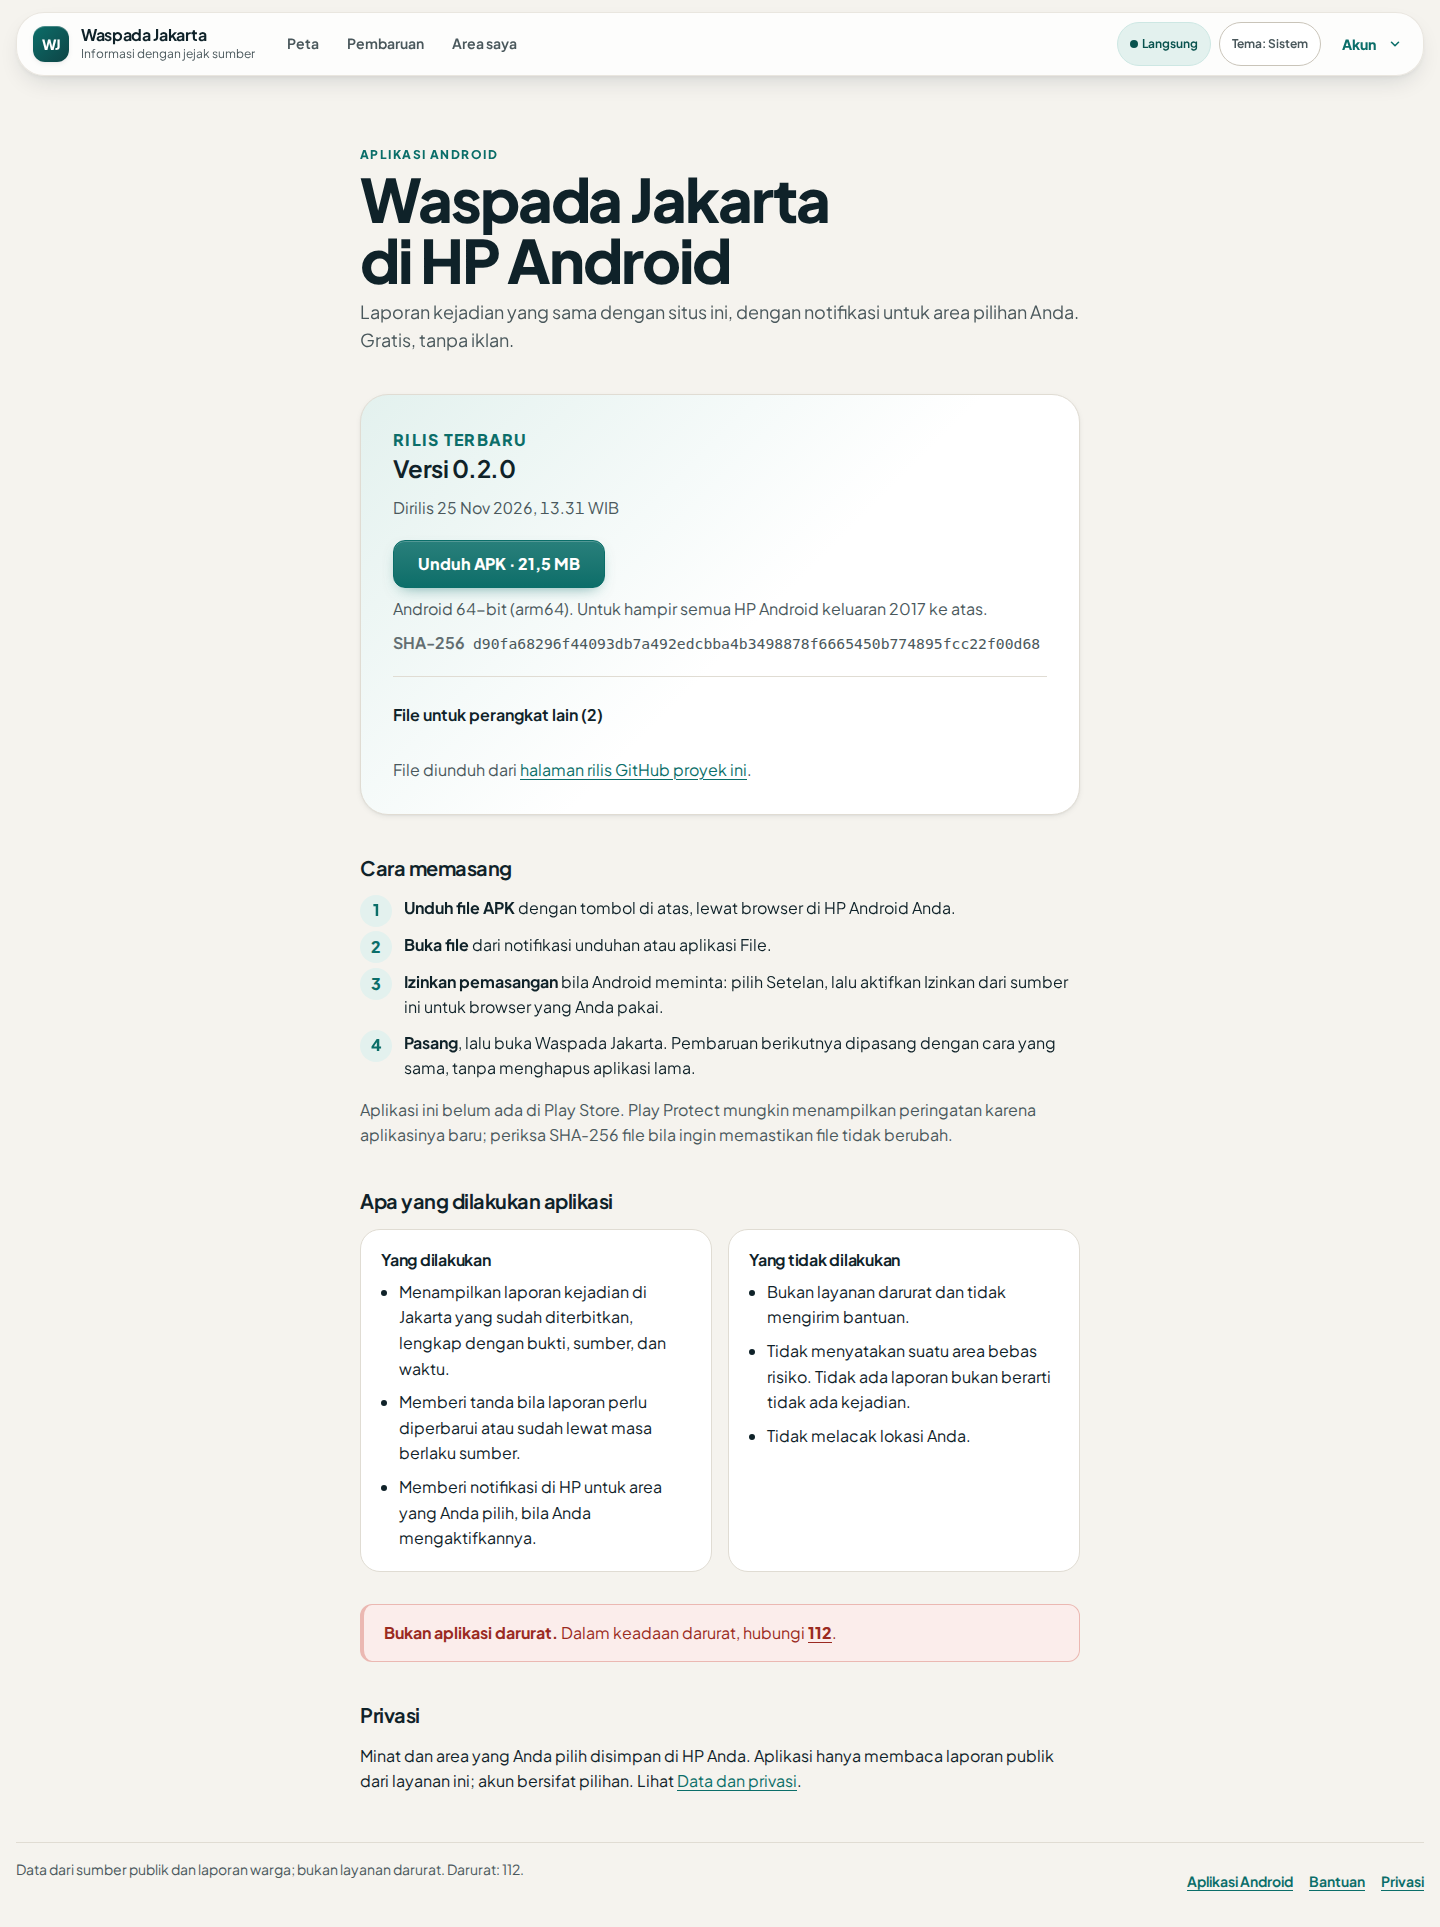 WJ
Waspada Jakarta
Informasi dengan jejak sumber
Peta
Pembaruan
Area saya
Langsung
Tema: Sistem
Akun
APLIKASI ANDROID
Waspada Jakarta
di HP Android
Laporan kejadian yang sama dengan situs ini, dengan notifikasi untuk area pilihan Anda.
Gratis, tanpa iklan.
RILIS TERBARU
Versi 0.2.0
Dirilis 25 Nov 2026, 13.31 WIB
Unduh APK · 21,5 MB
Android 64-bit (arm64). Untuk hampir semua HP Android keluaran 2017 ke atas.
SHA-256 d90fa68296f44093db7a492edcbba4b3498878f6665450b774895fcc22f00d68
File untuk perangkat lain (2)
File diunduh dari halaman rilis GitHub proyek ini.
Cara memasang
1 Unduh file APK dengan tombol di atas, lewat browser di HP Android Anda.
2 Buka file dari notifikasi unduhan atau aplikasi File.
3 Izinkan pemasangan bila Android meminta: pilih Setelan, lalu aktifkan Izinkan dari sumber
ini untuk browser yang Anda pakai.
4 Pasang, lalu buka Waspada Jakarta. Pembaruan berikutnya dipasang dengan cara yang
sama, tanpa menghapus aplikasi lama.
Aplikasi ini belum ada di Play Store. Play Protect mungkin menampilkan peringatan karena
aplikasinya baru; periksa SHA-256 file bila ingin memastikan file tidak berubah.
Apa yang dilakukan aplikasi
Yang dilakukan
• Menampilkan laporan kejadian di
Jakarta yang sudah diterbitkan,
lengkap dengan bukti, sumber, dan
waktu.
• Memberi tanda bila laporan perlu
diperbarui atau sudah lewat masa
berlaku sumber.
• Memberi notifikasi di HP untuk area
yang Anda pilih, bila Anda
mengaktifkannya.
Yang tidak dilakukan
• Bukan layanan darurat dan tidak
mengirim bantuan.
• Tidak menyatakan suatu area bebas
risiko. Tidak ada laporan bukan berarti
tidak ada kejadian.
• Tidak melacak lokasi Anda.
Bukan aplikasi darurat. Dalam keadaan darurat, hubungi 112.
Privasi
Minat dan area yang Anda pilih disimpan di HP Anda. Aplikasi hanya membaca laporan publik
dari layanan ini; akun bersifat pilihan. Lihat Data dan privasi.
Data dari sumber publik dan laporan warga; bukan layanan darurat. Darurat: 112.
Aplikasi Android
Bantuan
Privasi